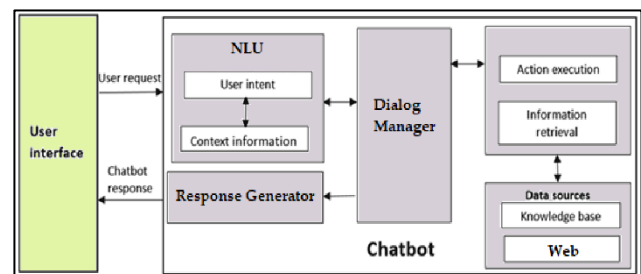 User
interface
User request
Chatbot
response
NLU
User intent
Context information
Response Generator
Dialog
Manager
Action execution
Information
retrieval
Data sources
Knowledge base
Web
Chatbot